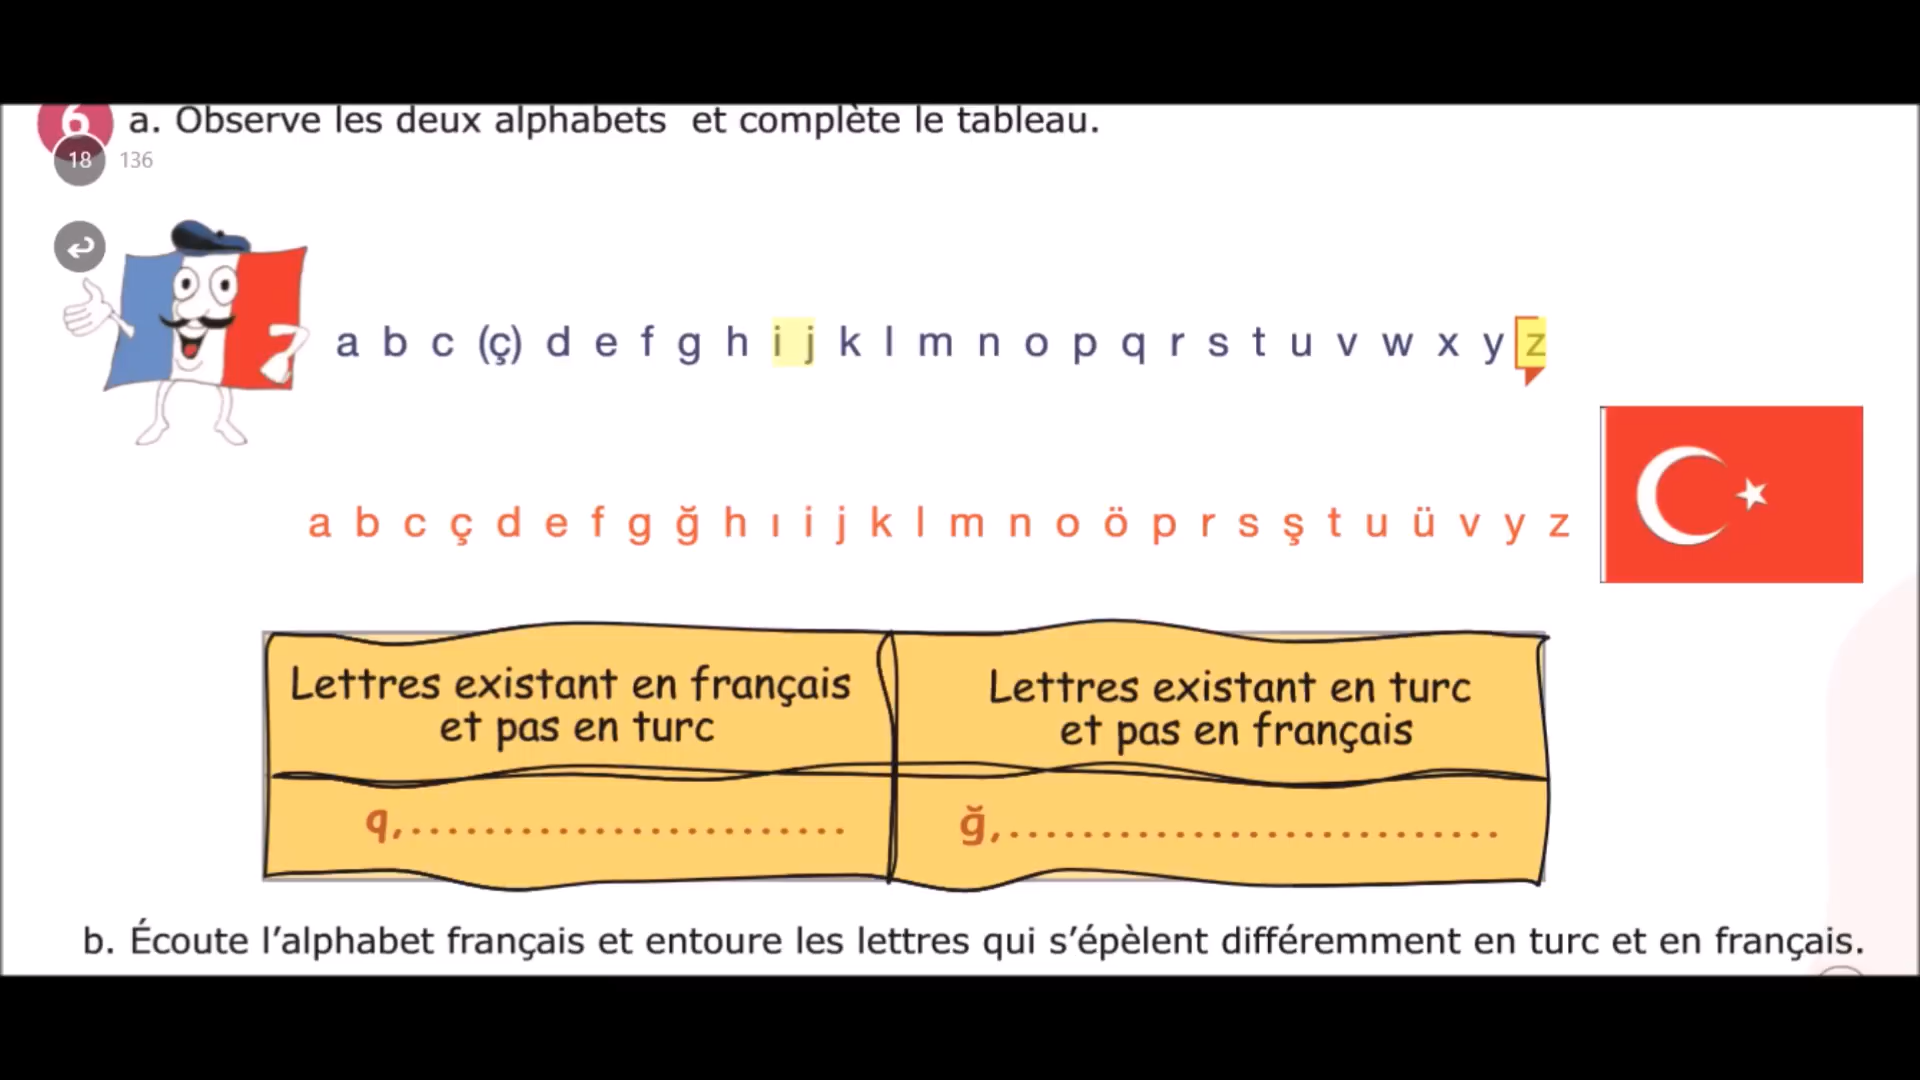 6 a. Observe les deux alphabets et complète le tableau.
18 136
a b c (ç) d e f g h i j k l m n o p q r s t u v w x y z
a b c ç d e f g ğ h ı i j k l m n o ö p r s ş t u ü v y z
Lettres existant en français
et pas en turc
Lettres existant en turc
et pas en français
q,........................
ğ,...........................
b. Écoute l'alphabet français et entoure les lettres qui s'épèlent différemment en turc et en français.